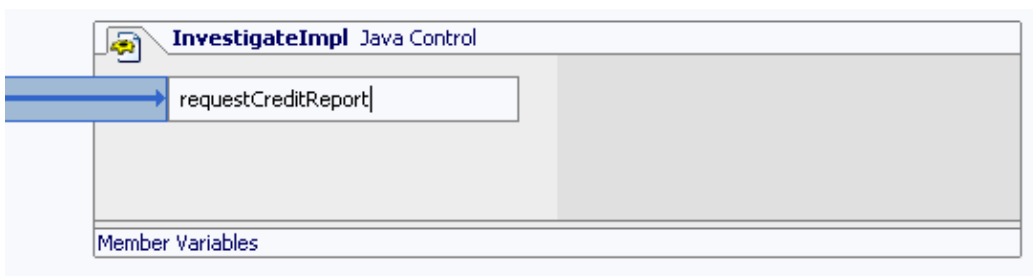 InvestigateImpl Java Control
requestCreditReport
Member Variables